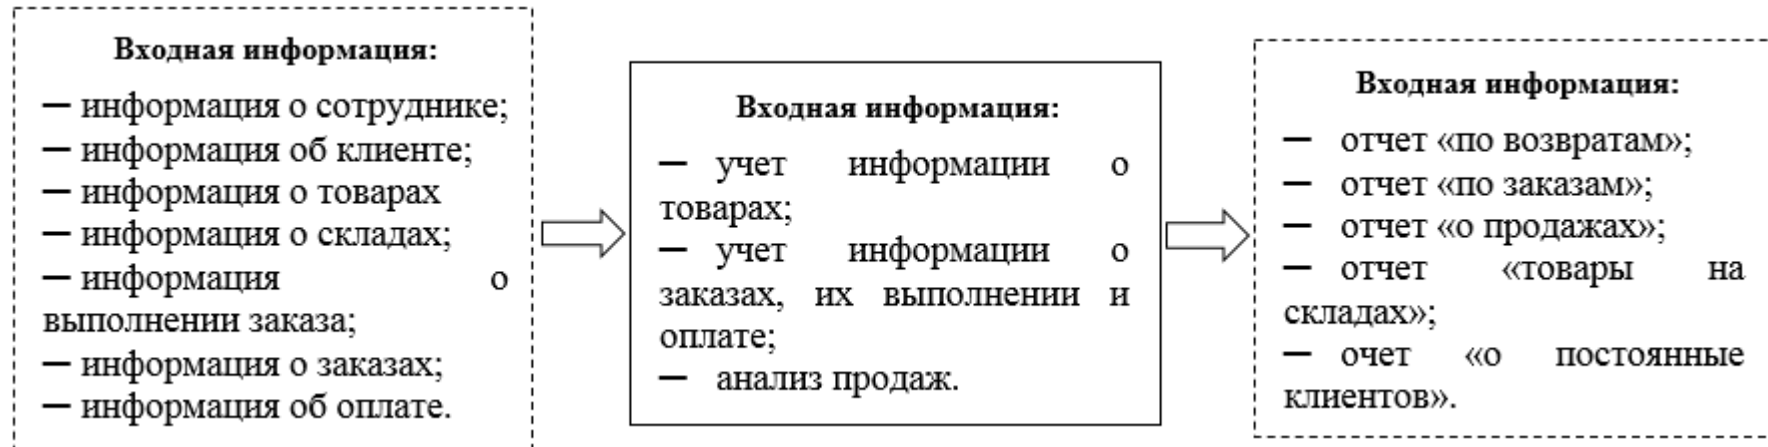 Входная информация:
— информация о сотруднике;
— информация об клиенте;
— информация о товарах
— информация о складах;
— информация о
выполнении заказа;
— информация о заказах;
— информация об оплате.
Входная информация:
— учет информации о
товарах;
— учет информации о
заказах, их выполнении и
оплате;
— анализ продаж.
Входная информация:
— отчет «по возвратам»;
— отчет «по заказам»;
— отчет «о продажах»;
— отчет «товары на
складах»;
— очет «о постоянные
клиентов».